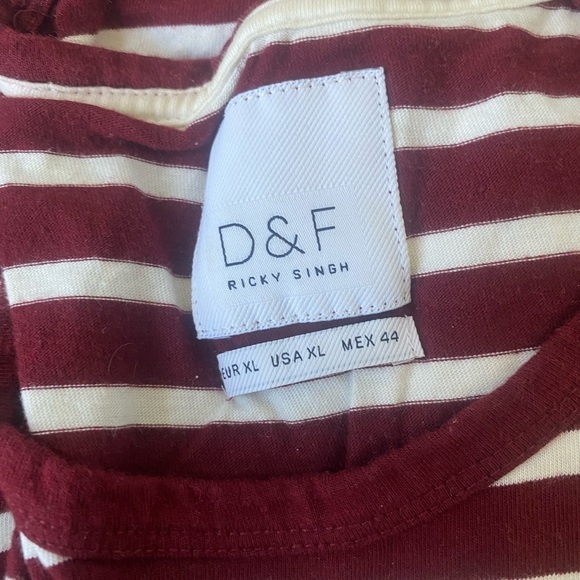 D&F
RICKY SINGH
EUR XL USA XL MEX 44